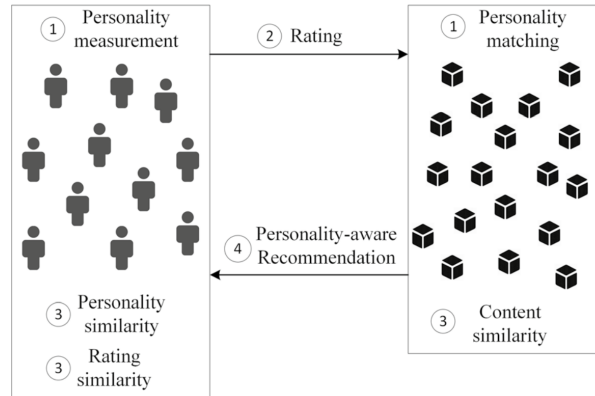 1 Personality
measurement
2 Rating
1 Personality
matching
4 Personality-aware
Recommendation
3 Personality
similarity
3 Rating
similarity
3 Content
similarity